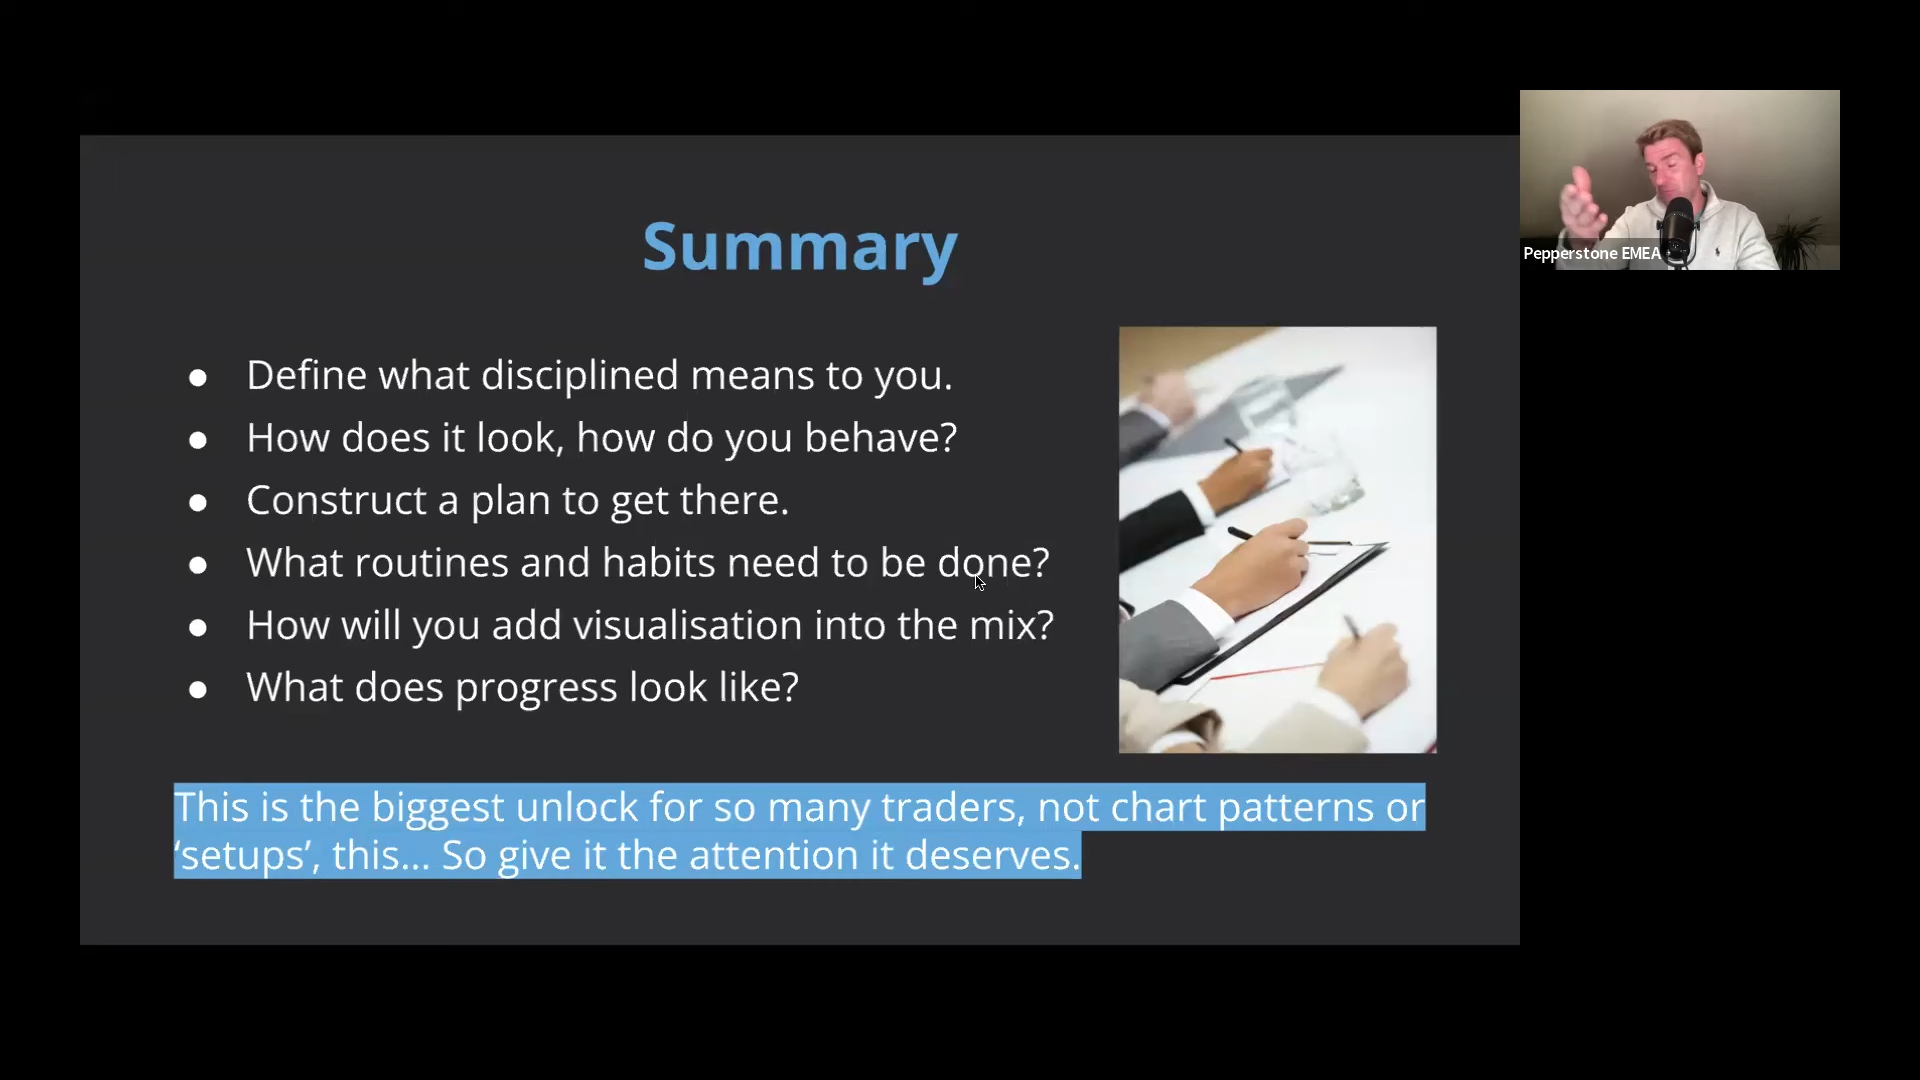 Summary
● Define what disciplined means to you.
● How does it look, how do you behave?
● Construct a plan to get there.
● What routines and habits need to be done?
● How will you add visualisation into the mix?
● What does progress look like?
This is the biggest unlock for so many traders, not chart patterns or
‘setups’, this... So give it the attention it deserves.
Pepperstone EMEA